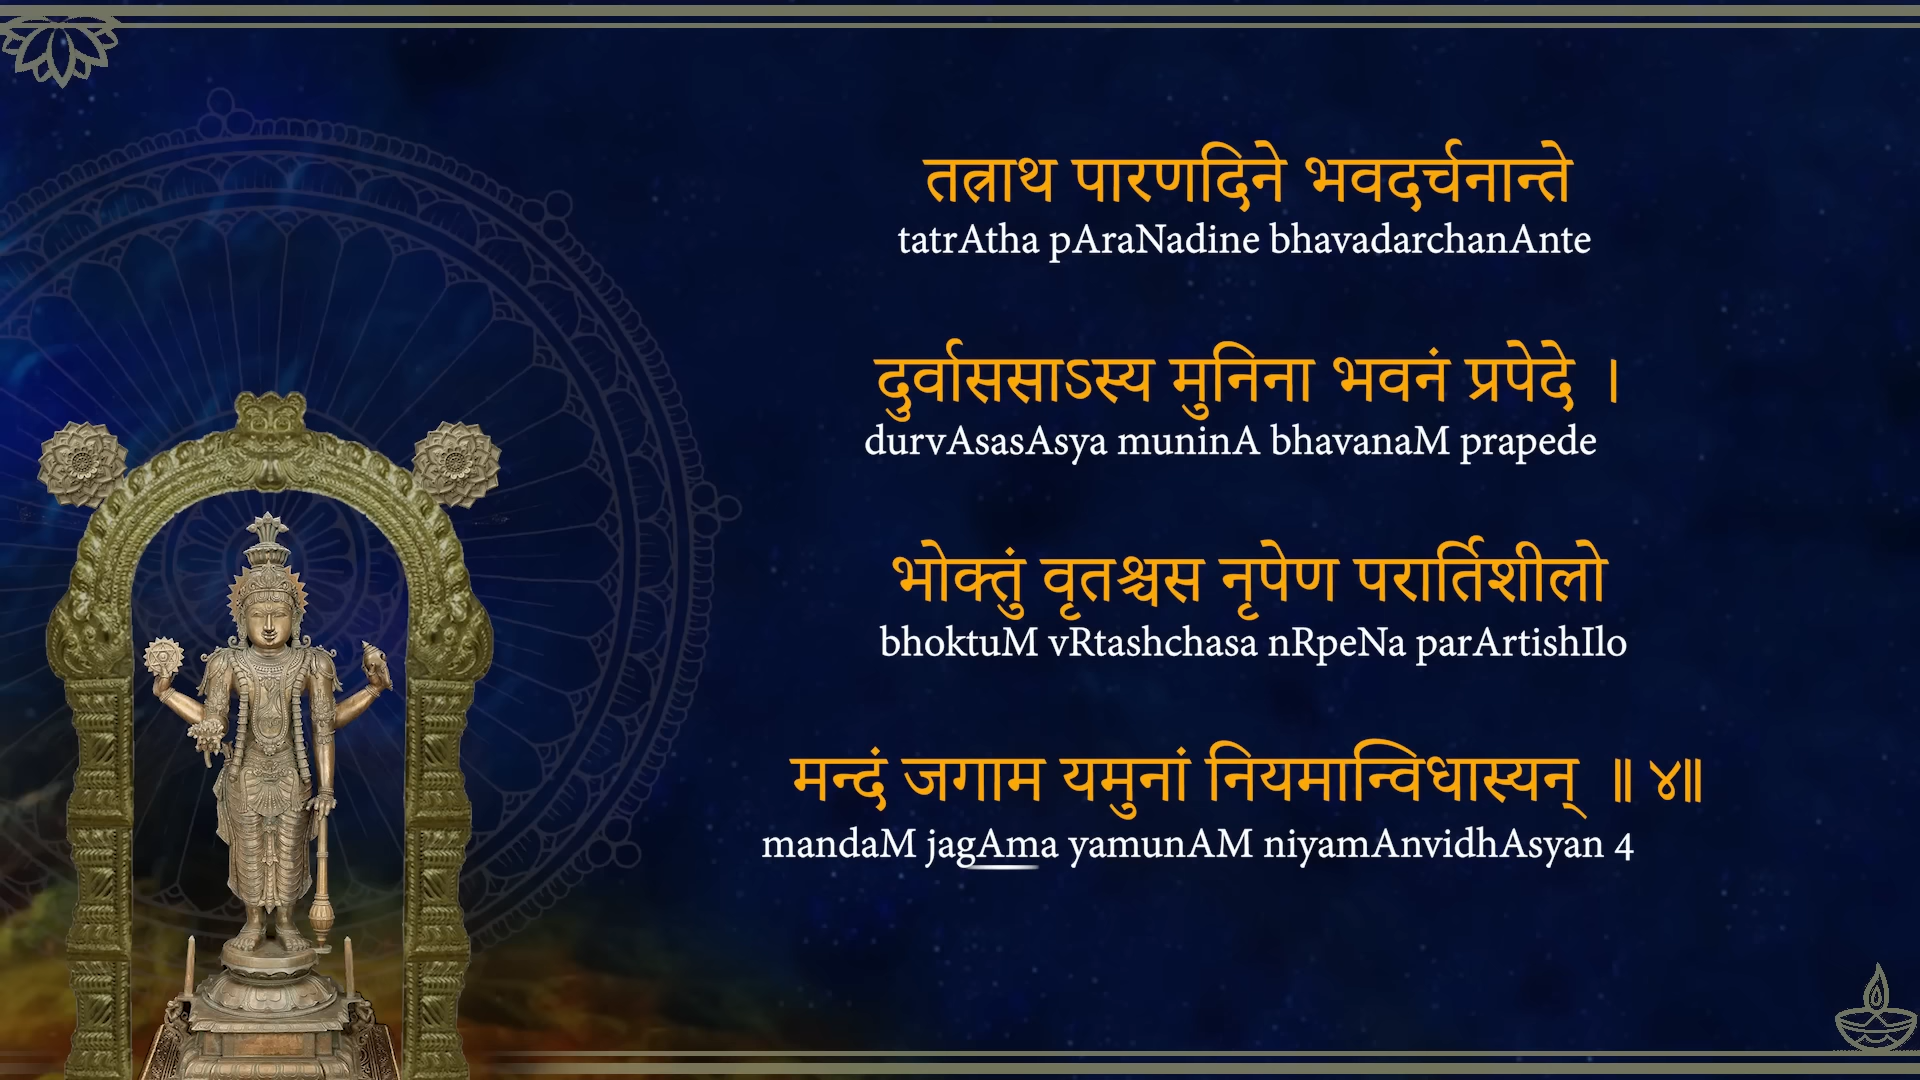 तत्राथ पारणदिने भवदर्चनान्ते
tatrAtha pAraNadine bhavadarchanAnte
दुर्वाससाऽस्य मुनिना भवनं प्रपेदे ।
durvAsasAsya muninA bhavanaM prapede
भोक्तुं वृतश्चस नृपेण परार्तिशीलो
bhoktuM vRtashchasa nRpeNa parArtishIlo
मन्दं जगाम यमुनां नियमान्विधास्यन् ॥ ४॥
mandaM jagAma yamunAM niyamAnvidhAsyan 4